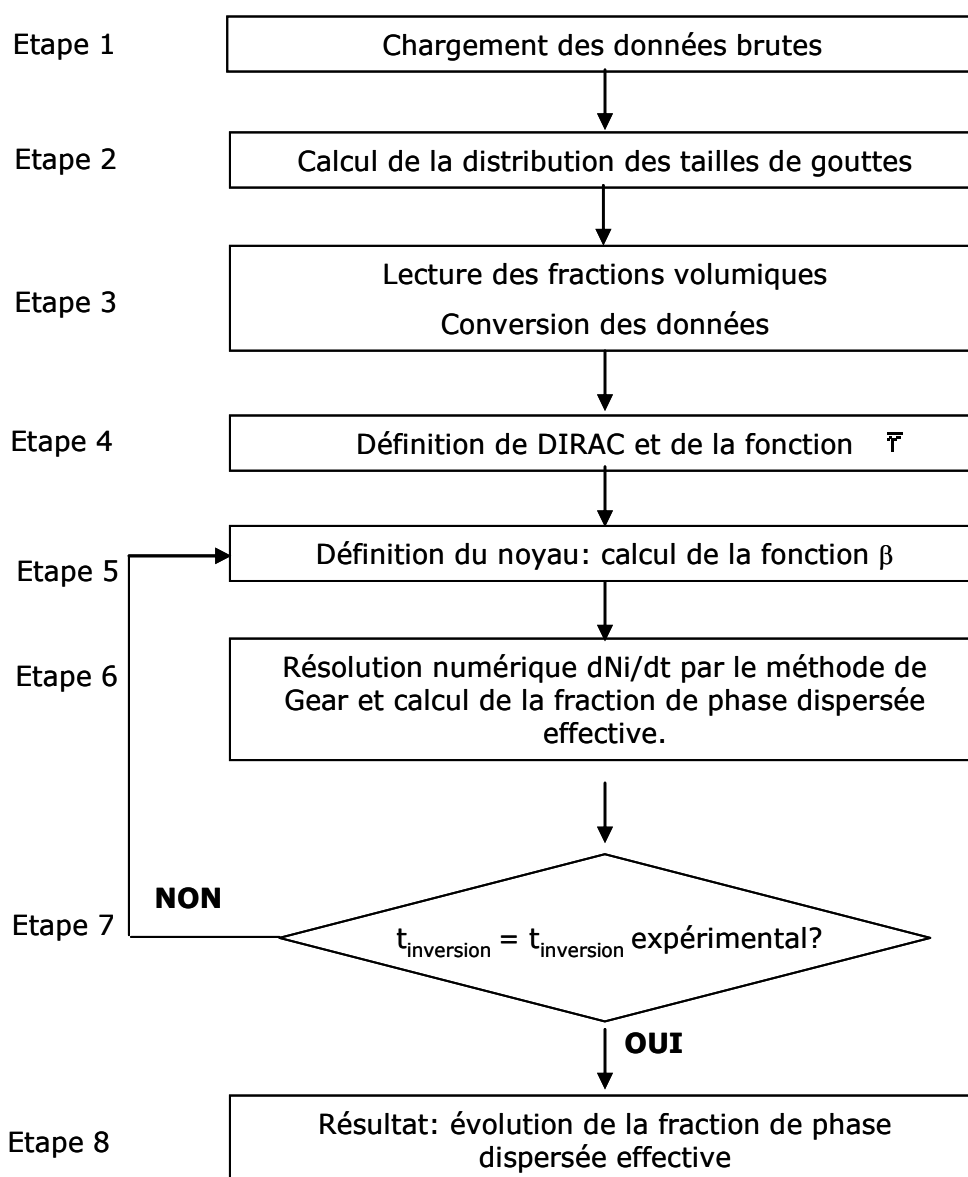 Etape 1
Chargement des données brutes
Etape 2
Calcul de la distribution des tailles de gouttes
Etape 3
Lecture des fractions volumiques
Conversion des données
Etape 4
Définition de DIRAC et de la fonction
Etape 5
Définition du noyau: calcul de la fonction β
Etape 6
Résolution numérique dNi/dt par le méthode de
Gear et calcul de la fraction de phase dispersée
effective.
NON
Etape 7
t_inversion = t_inversion expérimental?
OUI
Etape 8
Résultat: évolution de la fraction de phase
dispersée effective